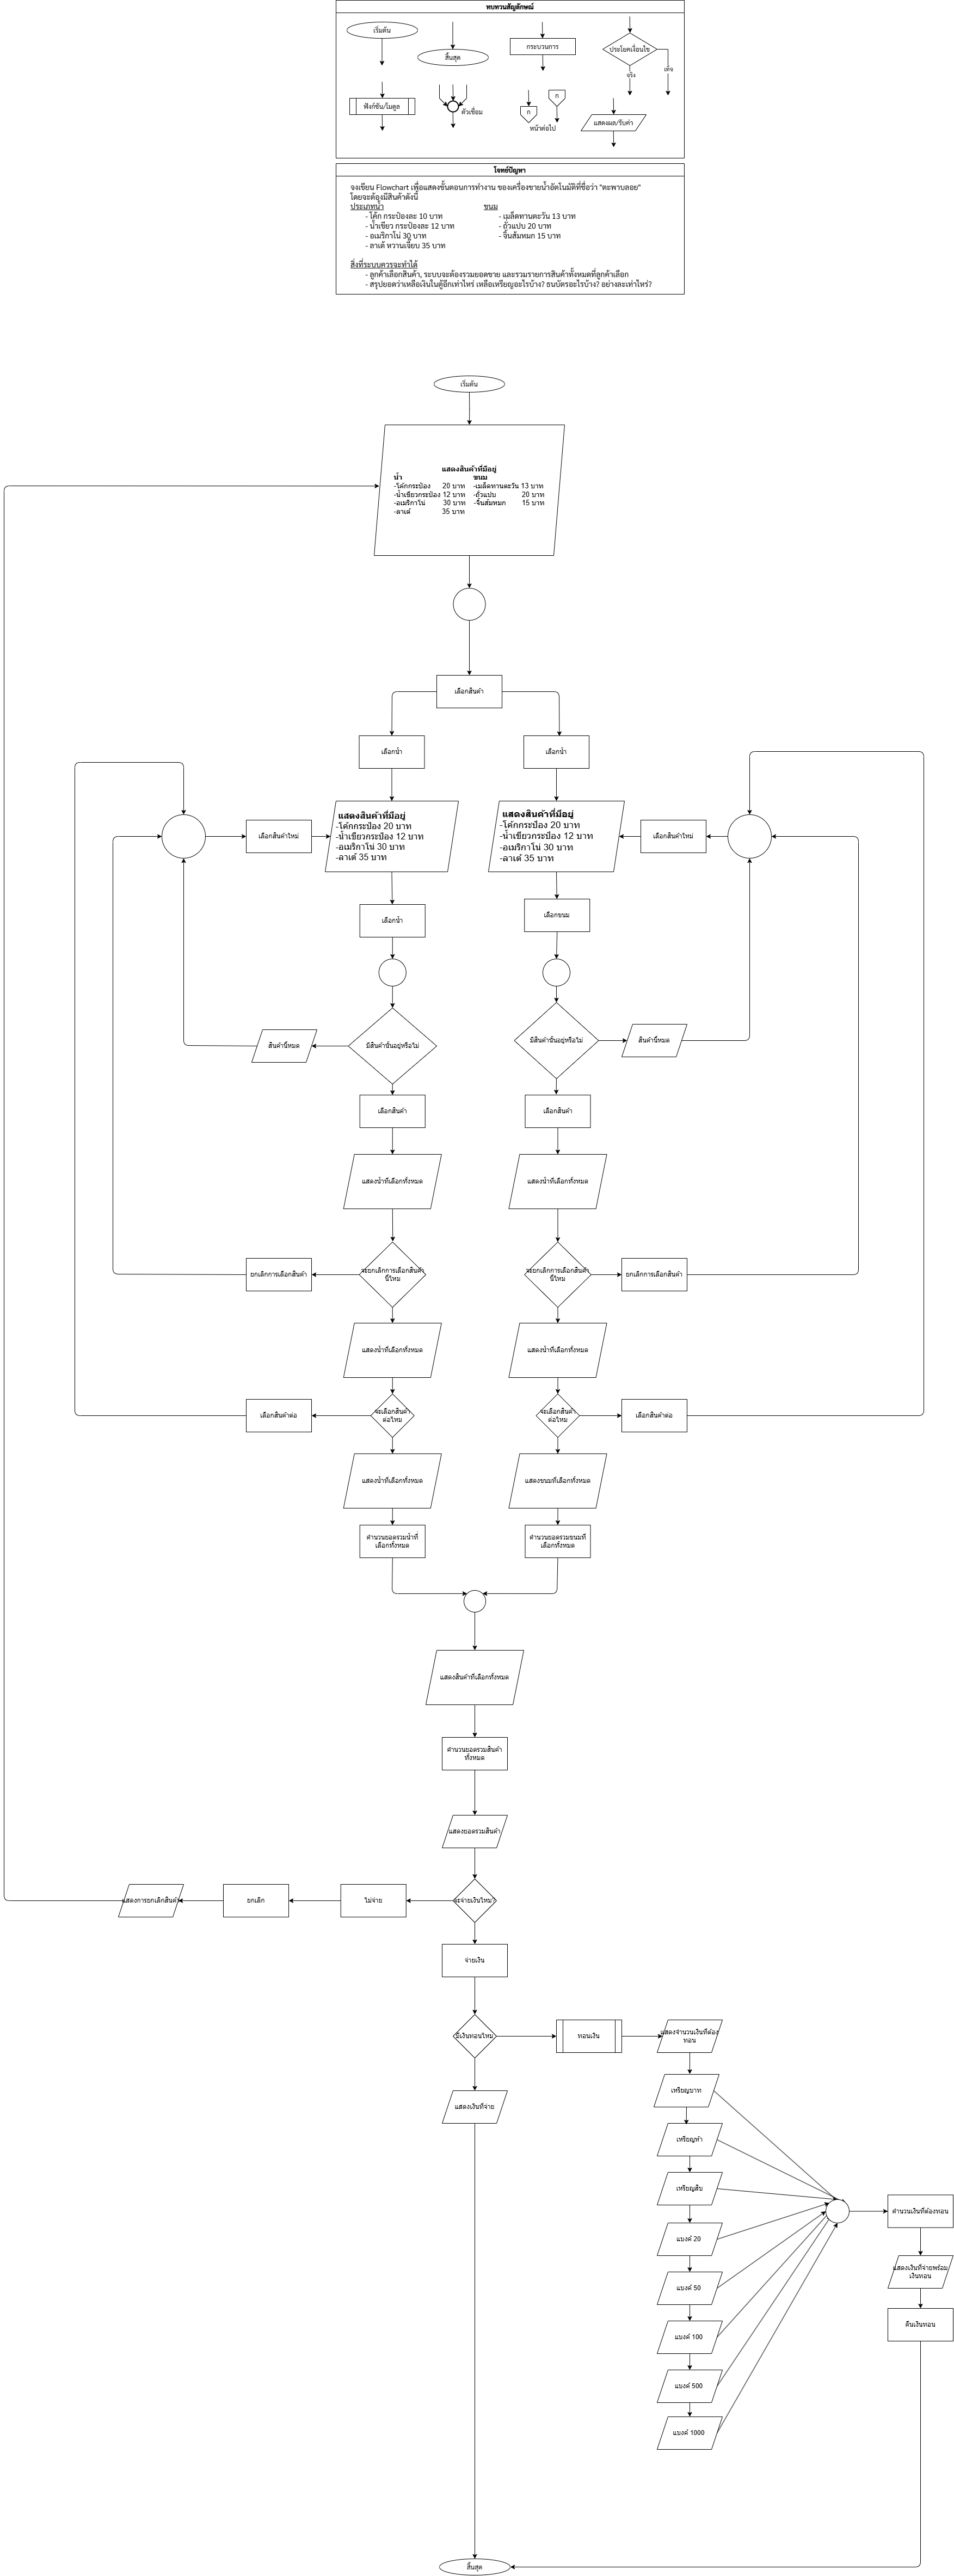 ทบทวนสัญลักษณ์
เริ่มต้น
สิ้นสุด
กระบวนการ
ประโยคเงื่อนไข
เท็จ
จริง
ฟังก์ชัน/โมดูล
ตัวเชื่อม
n
n
หน้าต่อไป
แสดงผล/รับค่า
โจทย์ปัญหา
จงเขียน Flowchart เพื่อแสดงขั้นตอนการทำงาน ของเครื่องขายน้ำอัตโนมัติที่ชื่อว่า "ตะพาบลอย"
โดยจะต้องมีสินค้าดังนี้
ประเภทน้ำ ขนม
- โค้ก กระป๋องละ 10 บาท - เมล็ดทานตะวัน 13 บาท
- น้ำเขียว กระป๋องละ 12 บาท - ถั่วแปบ 20 บาท
- อเมริกาโน่ 30 บาท - จี๊นส้มหมก 15 บาท
- ลาเต้ หวานเจี๊ยบ 35 บาท
สิ่งที่ระบบควรจะทำได้
- ลูกค้าเลือกสินค้า, ระบบจะต้องรวมยอดขาย และรวมรายการสินค้าทั้งหมดที่ลูกค้าเลือก
- สรุปยอดว่าเหลือเงินในตู้อีกเท่าไหร่ เหลือเหรียญอะไรบ้าง? ธนบัตรอะไรบ้าง? อย่างละเท่าไหร่?
เริ่มต้น
แสดงสินค้าที่มีอยู่
น้ำ ขนม
-โค้กกระป๋อง 20 บาท -เมล็ดทานตะวัน 13 บาท
-น้ำเขียวกระป๋อง 12 บาท -ถั่วแปบ 20 บาท
-อเมริกาโน่ 30 บาท -จิ๊นส้มหมก 15 บาท
-ลาเต้ 35 บาท
เลือกสินค้า
เลือกน้ำ
เลือกน้ำ
เลือกสินค้าใหม่
แสดงสินค้าที่มีอยู่
-โค้กกระป๋อง 20 บาท
-น้ำเขียวกระป๋อง 12 บาท
-อเมริกาโน่ 30 บาท
-ลาเต้ 35 บาท
แสดงสินค้าที่มีอยู่
-โค้กกระป๋อง 20 บาท
-น้ำเขียวกระป๋อง 12 บาท
-อเมริกาโน่ 30 บาท
-ลาเต้ 35 บาท
เลือกสินค้าใหม่
เลือกน้ำ
เลือกขนม
สินค้านี้หมด
มีสินค้านั้นอยู่หรือไม่
มีสินค้านั้นอยู่หรือไม่
สินค้านี้หมด
เลือกสินค้า
เลือกสินค้า
แสดงน้ำที่เลือกทั้งหมด
แสดงน้ำที่เลือกทั้งหมด
ยกเลิกการเลือกสินค้า
จะยกเลิกการเลือกสินค้า
นี้ไหม
จะยกเลิกการเลือกสินค้า
นี้ไหม
ยกเลิกการเลือกสินค้า
แสดงน้ำที่เลือกทั้งหมด
แสดงน้ำที่เลือกทั้งหมด
เลือกสินค้าต่อ
จะเลือกสินค้า
ต่อไหม
จะเลือกสินค้า
ต่อไหม
เลือกสินค้าต่อ
แสดงน้ำที่เลือกทั้งหมด
แสดงขนมที่เลือกทั้งหมด
คำนวนยอดรวมน้ำที่
เลือกทั้งหมด
คำนวนยอดรวมขนมที่
เลือกทั้งหมด
แสดงสินค้าที่เลือกทั้งหมด
คำนวนยอดรวมสินค้า
ทั้งหมด
แสดงยอดรวมสินค้า
แสดงการยกเลิกสินค้า
ยกเลิก
ไม่จ่าย
จะจ่ายเงินไหม?
จ่ายเงิน
มีเงินทอนไหม
ทอนเงิน
แสดงจำนวนเงินที่ต้อง
ทอน
เหรียญบาท
แสดงเงินที่จ่าย
เหรียญห้า
เหรียญสิบ
คำนวนเงินที่ต้องทอน
แบงค์ 20
แสดงเงินที่จ่ายพร้อม
เงินทอน
แบงค์ 50
คืนเงินทอน
แบงค์ 100
แบงค์ 500
แบงค์ 1000
สิ้นสุด